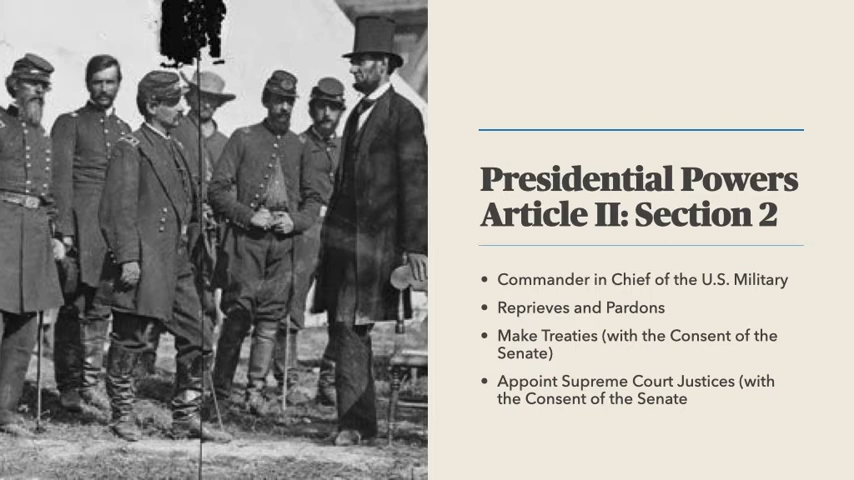 Presidential Powers
Article II: Section 2
• Commander in Chief of the U.S. Military
• Reprieves and Pardons
• Make Treaties (with the Consent of the
Senate)
• Appoint Supreme Court Justices (with
the Consent of the Senate